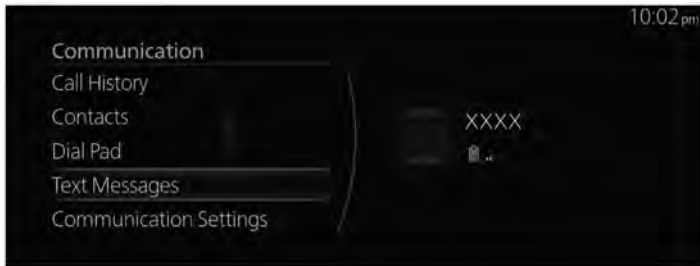 10:02 pm
Communication
Call History
Contacts
Dial Pad
Text Messages
Communication Settings
XXXX